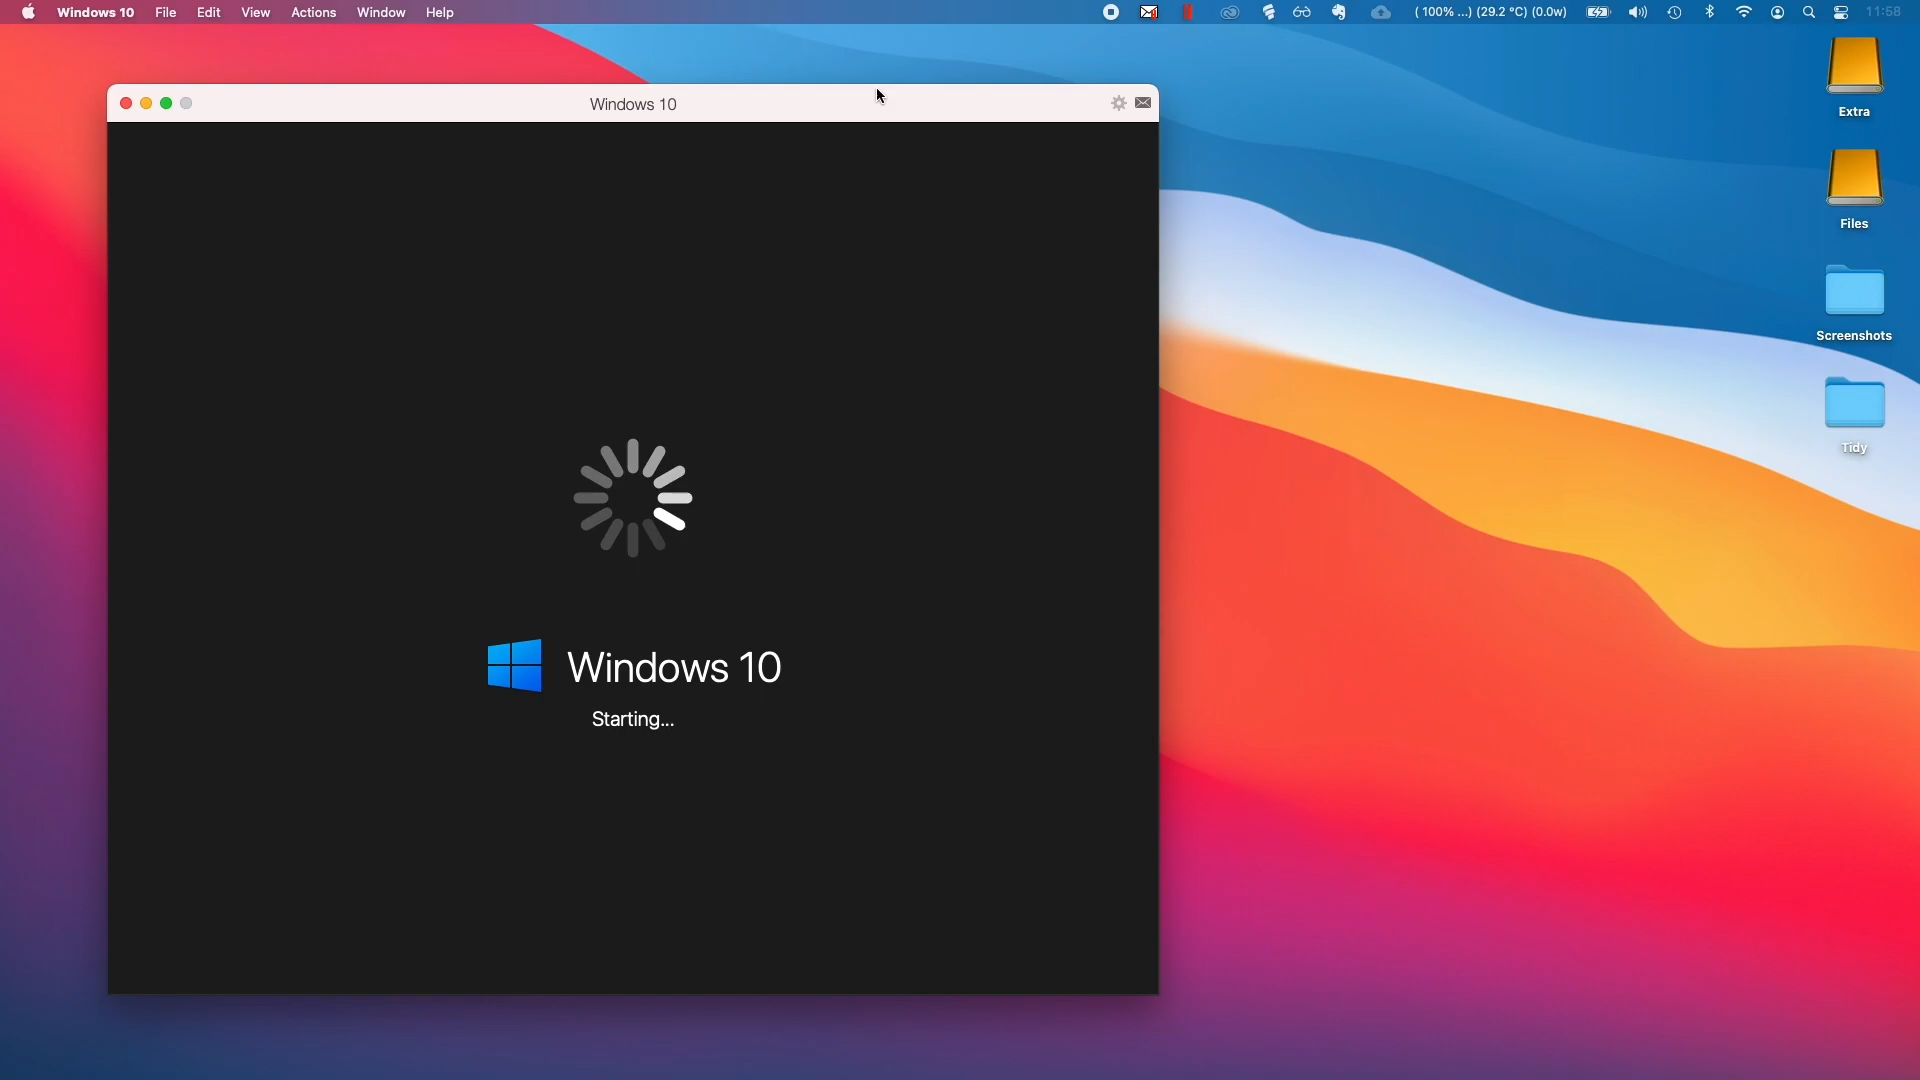 Windows 10 File Edit View Actions Window Help
( 100% ...) (29.2 °C) (0.0w) 11:58
Windows 10
Extra
Files
Screenshots
Tidy
Windows 10
Starting...